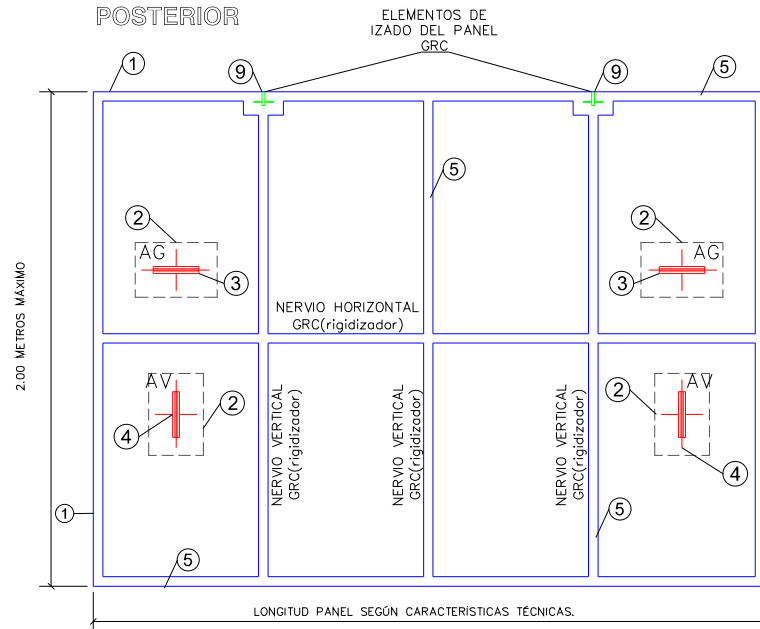 POSTERIOR
ELEMENTOS DE
IZADO DEL PANEL
GRC
1
9
9
5
5
2
AG
3
2
AG
3
2.00 METROS MÁXIMO
NERVIO HORIZONTAL
GRC(rigidizador)
AV
2
4
NERVIO VERTICAL
GRC(rigidizador)
NERVIO VERTICAL
GRC(rigidizador)
NERVIO VERTICAL
GRC(rigidizador)
2
AV
4
1
5
5
LONGITUD PANEL SEGÚN CARACTERÍSTICAS TÉCNICAS.